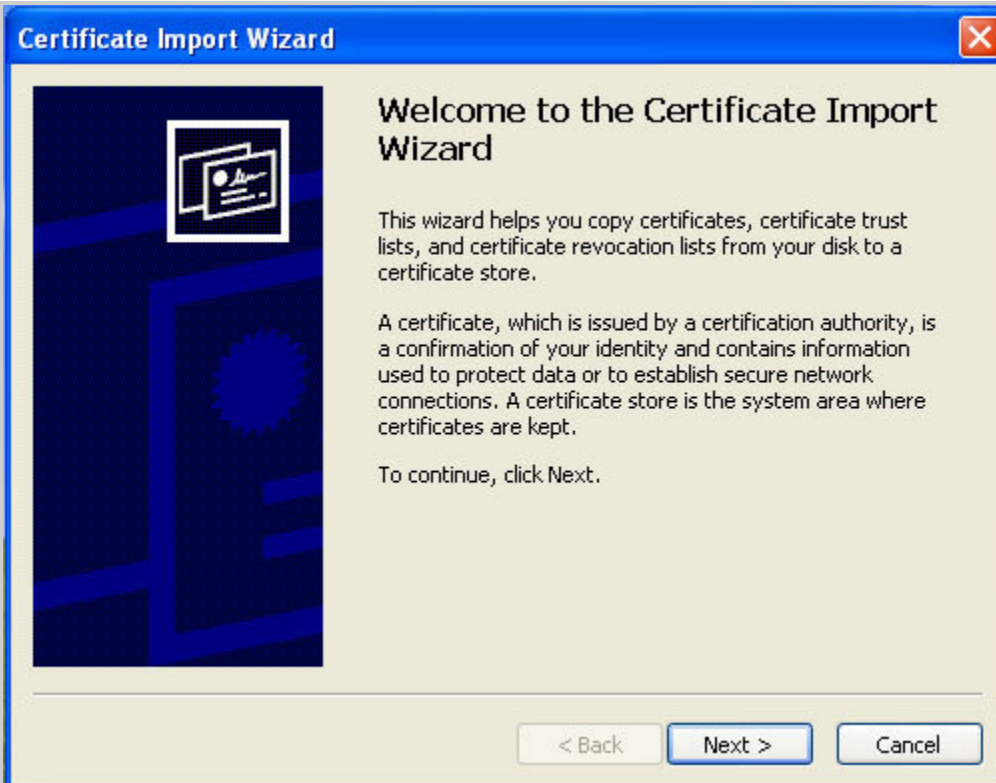 Certificate Import Wizard
Welcome to the Certificate Import
Wizard
This wizard helps you copy certificates, certificate trust
lists, and certificate revocation lists from your disk to a
certificate store.
A certificate, which is issued by a certification authority, is
a confirmation of your identity and contains information
used to protect data or to establish secure network
connections. A certificate store is the system area where
certificates are kept.
To continue, click Next.
< Back
Next >
Cancel